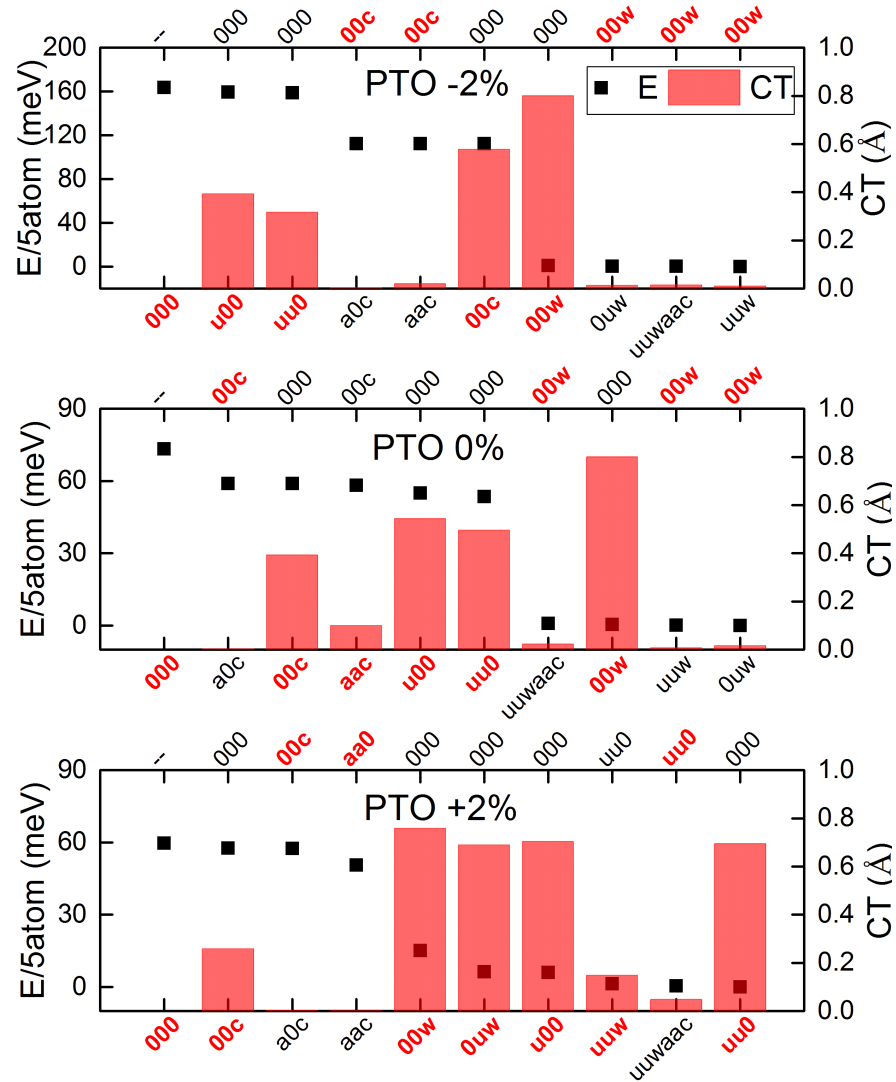 -- 000 000 00c 00c 000 000 00w 00w 00w
200 1.0
PTO -2% E CT
160 0.8
120 0.6
80 0.4
40 0.2
0 0.0
E/5atom (meV)
CT (Å)
000 u00 uu0 a0c aac 00c 00w 0uw uuwaac uuw
-- 00c 000 00c 000 000 00w 000 00w 00w
90 1.0
PTO 0%
0.8
60 0.6
30 0.4
0.2
0 0.0
E/5atom (meV)
CT (Å)
000 a0c 00c aac u00 uu0 uuwaac 00w uuw 0uw
-- 000 00c aa0 000 000 000 uu0 uu0 000
90 1.0
PTO +2%
0.8
60 0.6
30 0.4
0.2
0 0.0
E/5atom (meV)
CT (Å)
000 00c a0c aac 00w 0uw u00 uuw uuwaac uu0